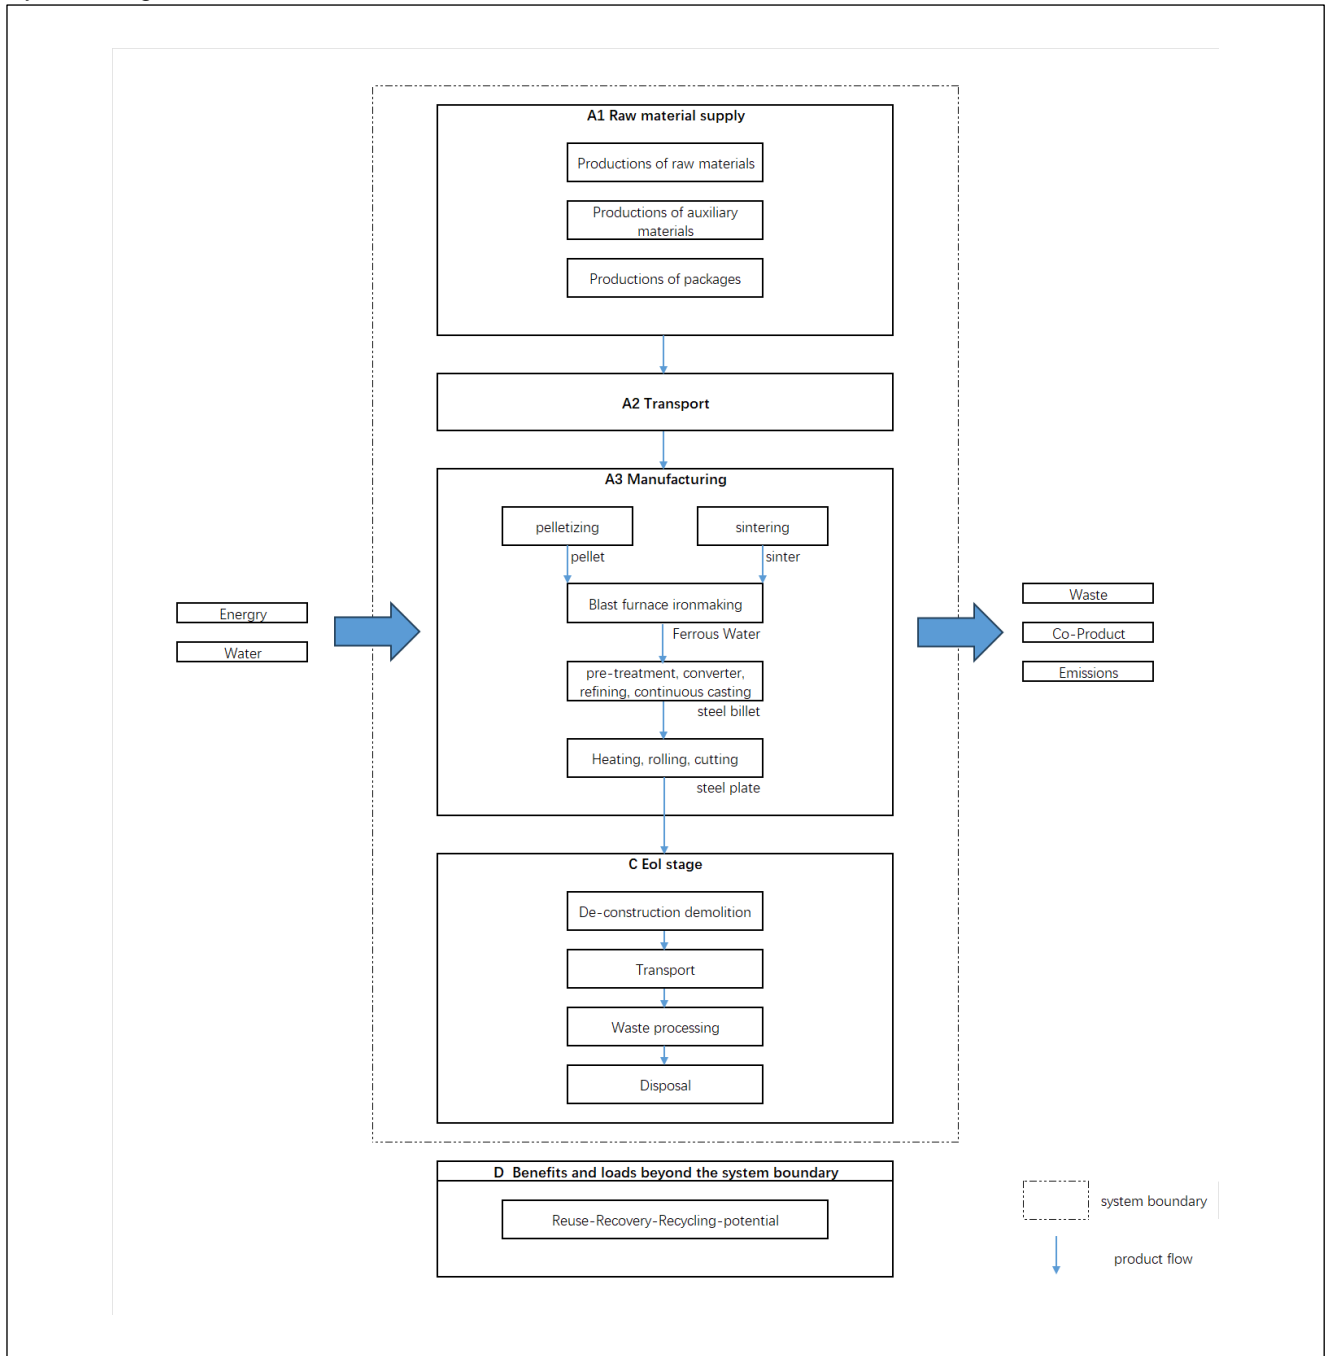 A1 Raw material supply
Productions of raw materials
Productions of auxiliary
materials
Productions of packages
A2 Transport
A3 Manufacturing
pelletizing
sintering
pellet
sinter
Blast furnace ironmaking
Ferrous Water
pre-treatment, converter,
refining, continuous casting
steel billet
Heating, rolling, cutting
steel plate
Energry
Water
Waste
Co-Product
Emissions
C Eol stage
De-construction demolition
Transport
Waste processing
Disposal
D Benefits and loads beyond the system boundary
Reuse-Recovery-Recycling-potential
system boundary
product flow